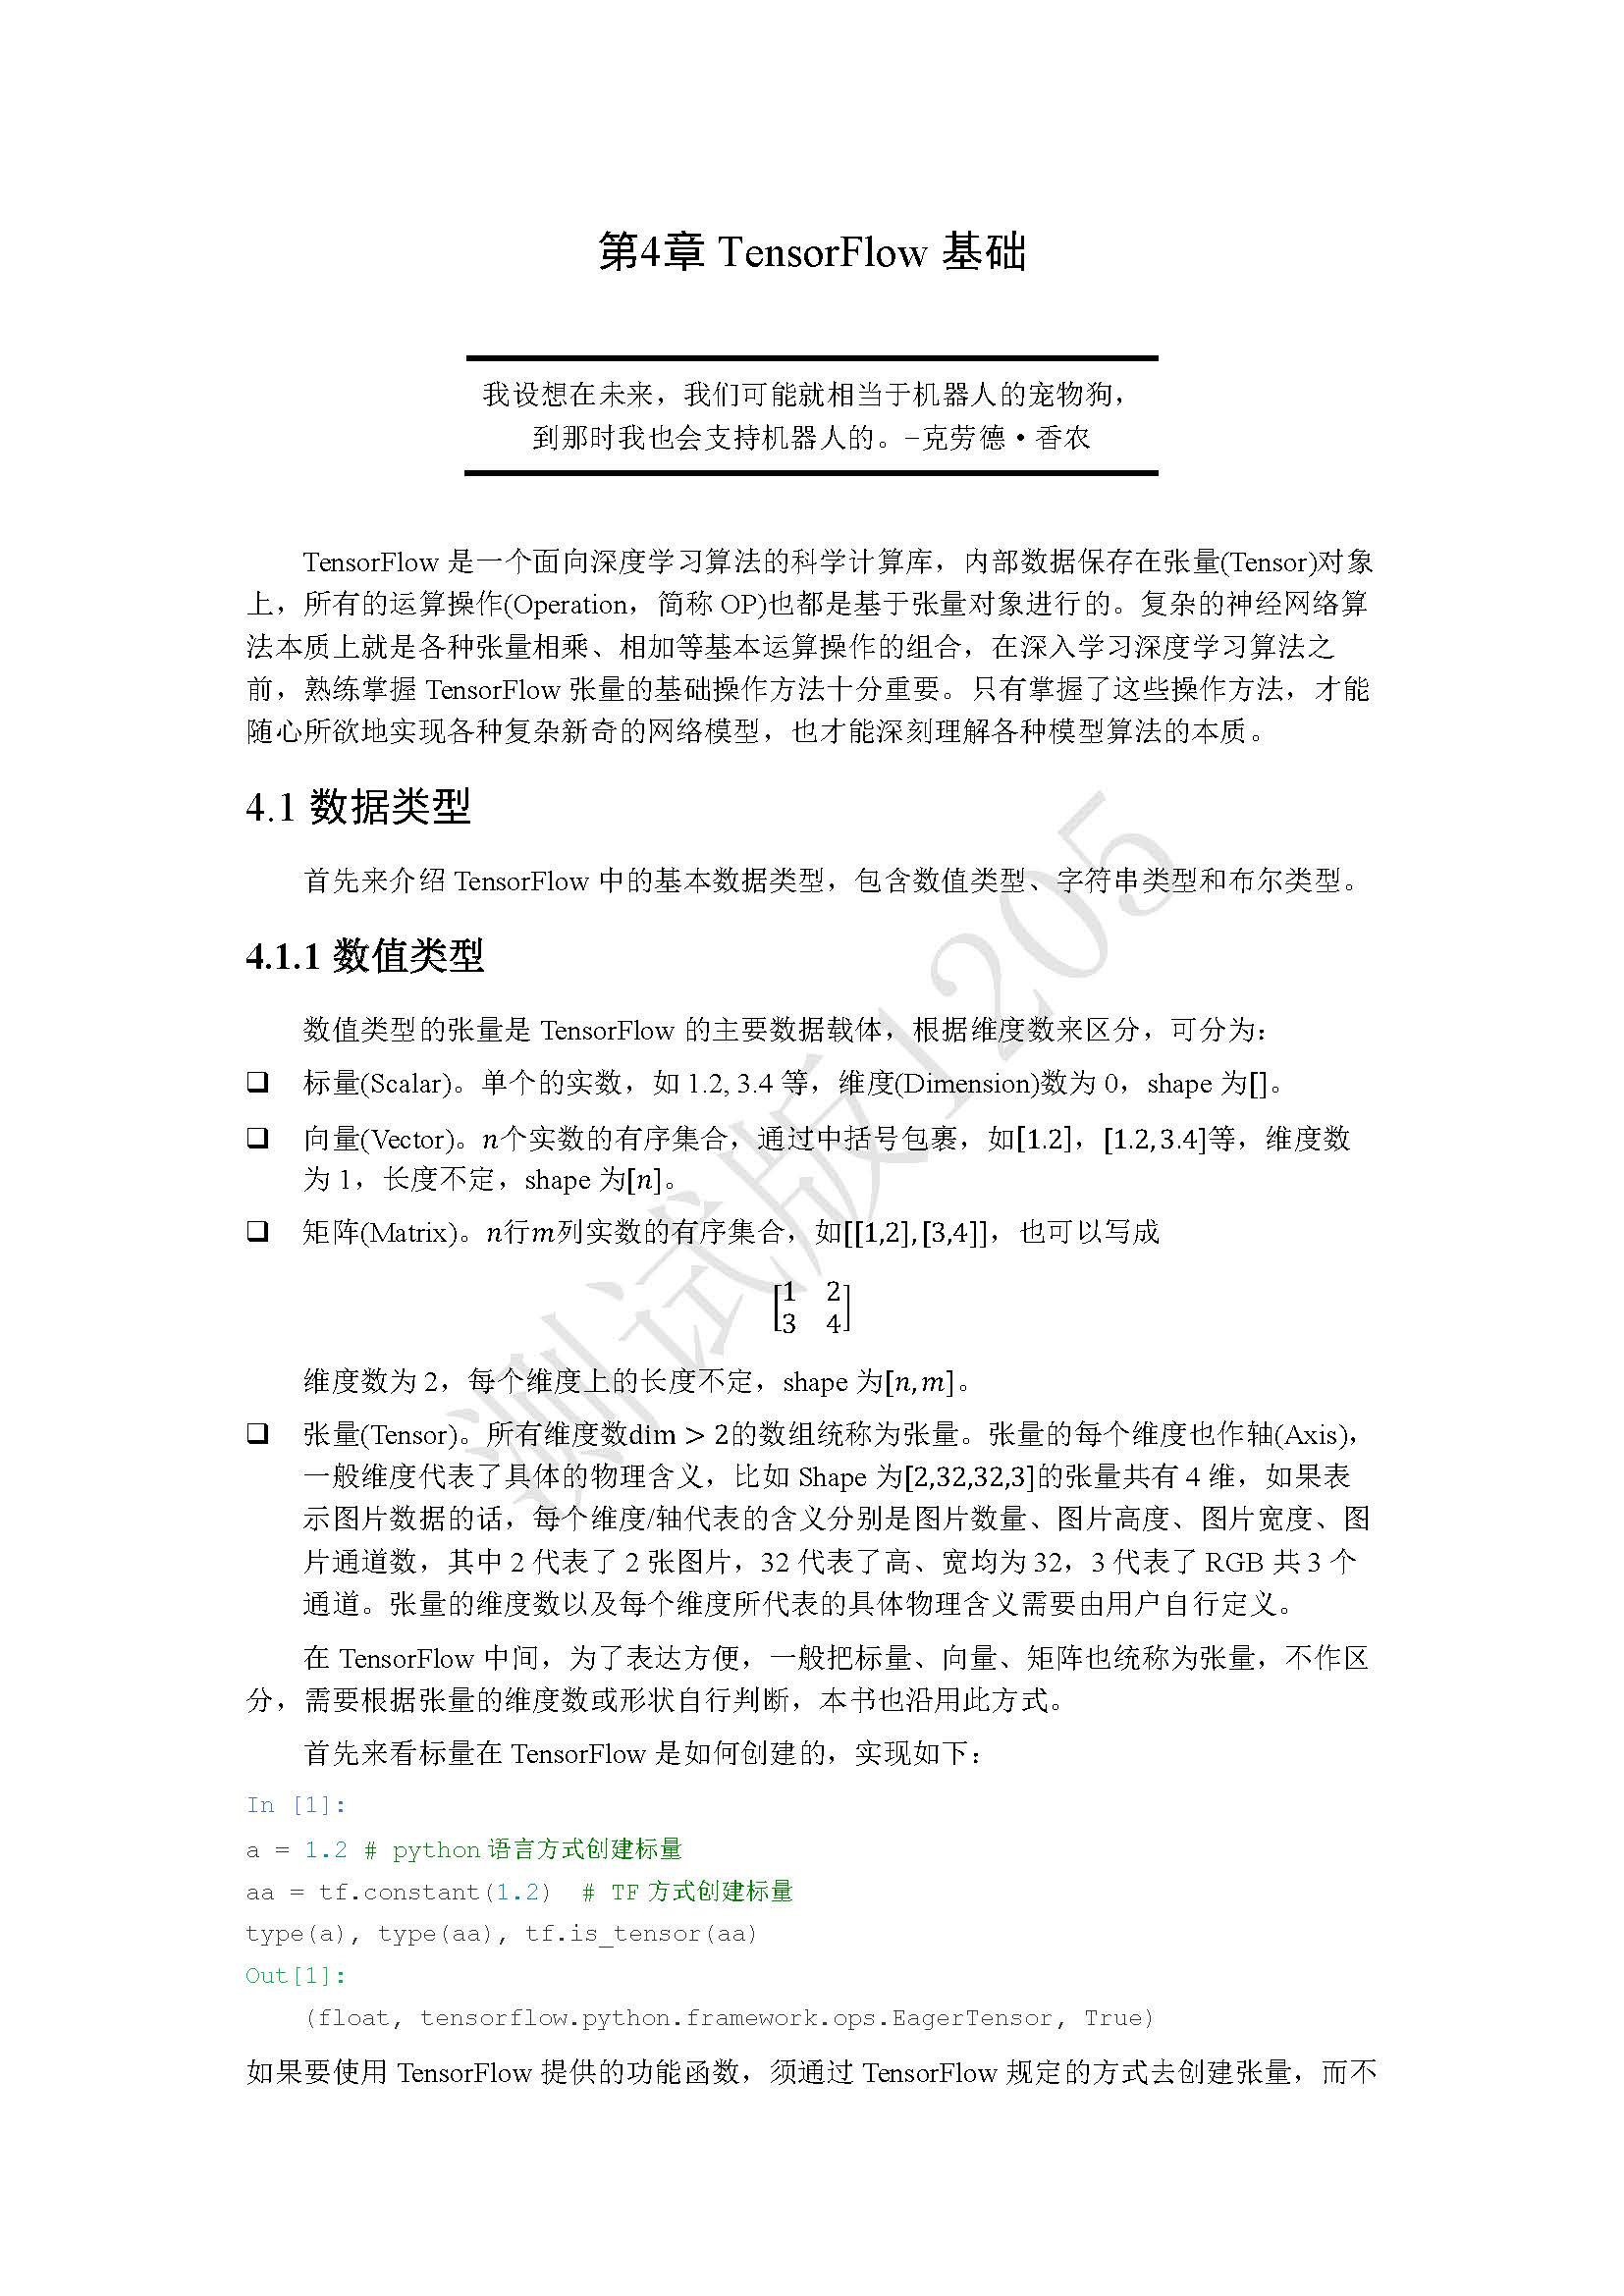 第4章 TensorFlow 基础
我设想在未来，我们可能就相当于机器人的宠物狗，
到那时我也会支持机器人的。−克劳德•香农
TensorFlow 是一个面向深度学习算法的科学计算库，内部数据保存在张量(Tensor)对象
上，所有的运算操作(Operation，简称 OP)也都是基于张量对象进行的。复杂的神经网络算
法本质上就是各种张量相乘、相加等基本运算操作的组合，在深入学习深度学习算法之
前，熟练掌握 TensorFlow 张量的基础操作方法十分重要。只有掌握了这些操作方法，才能
随心所欲地实现各种复杂新奇的网络模型，也才能深刻理解各种模型算法的本质。
4.1 数据类型
首先来介绍 TensorFlow 中的基本数据类型，包含数值类型、字符串类型和布尔类型。
4.1.1 数值类型
数值类型的张量是 TensorFlow 的主要数据载体，根据维度数来区分，可分为：
❑ 标量(Scalar)。单个的实数，如 1.2, 3.4 等，维度(Dimension)数为 0，shape 为[]。
❑ 向量(Vector)。n个实数的有序集合，通过中括号包裹，如[1.2]，[1.2, 3.4]等，维度数
为 1，长度不定，shape 为[n]。
❑ 矩阵(Matrix)。n行m列实数的有序集合，如[[1,2], [3,4]]，也可以写成
[1 2
3 4]
维度数为 2，每个维度上的长度不定，shape 为[n, m]。
❑ 张量(Tensor)。所有维度数dim > 2的数组统称为张量。张量的每个维度也作轴(Axis)，
一般维度代表了具体的物理含义，比如 Shape 为[2,32,32,3]的张量共有 4 维，如果表
示图片数据的话，每个维度/轴代表的含义分别是图片数量、图片高度、图片宽度、图
片通道数，其中 2 代表了 2 张图片，32 代表了高、宽均为 32，3 代表了 RGB 共 3 个
通道。张量的维度数以及每个维度所代表的具体物理含义需要由用户自行定义。
在 TensorFlow 中间，为了表达方便，一般把标量、向量、矩阵也统称为张量，不作区
分，需要根据张量的维度数或形状自行判断，本书也沿用此方式。
首先来看标量在 TensorFlow 是如何创建的，实现如下：
In [1]:
a = 1.2 # python 语言方式创建标量
aa = tf.constant(1.2)  # TF 方式创建标量
type(a), type(aa), tf.is_tensor(aa)
Out[1]:
(float, tensorflow.python.framework.ops.EagerTensor, True)
如果要使用 TensorFlow 提供的功能函数，须通过 TensorFlow 规定的方式去创建张量，而不
测试版1205